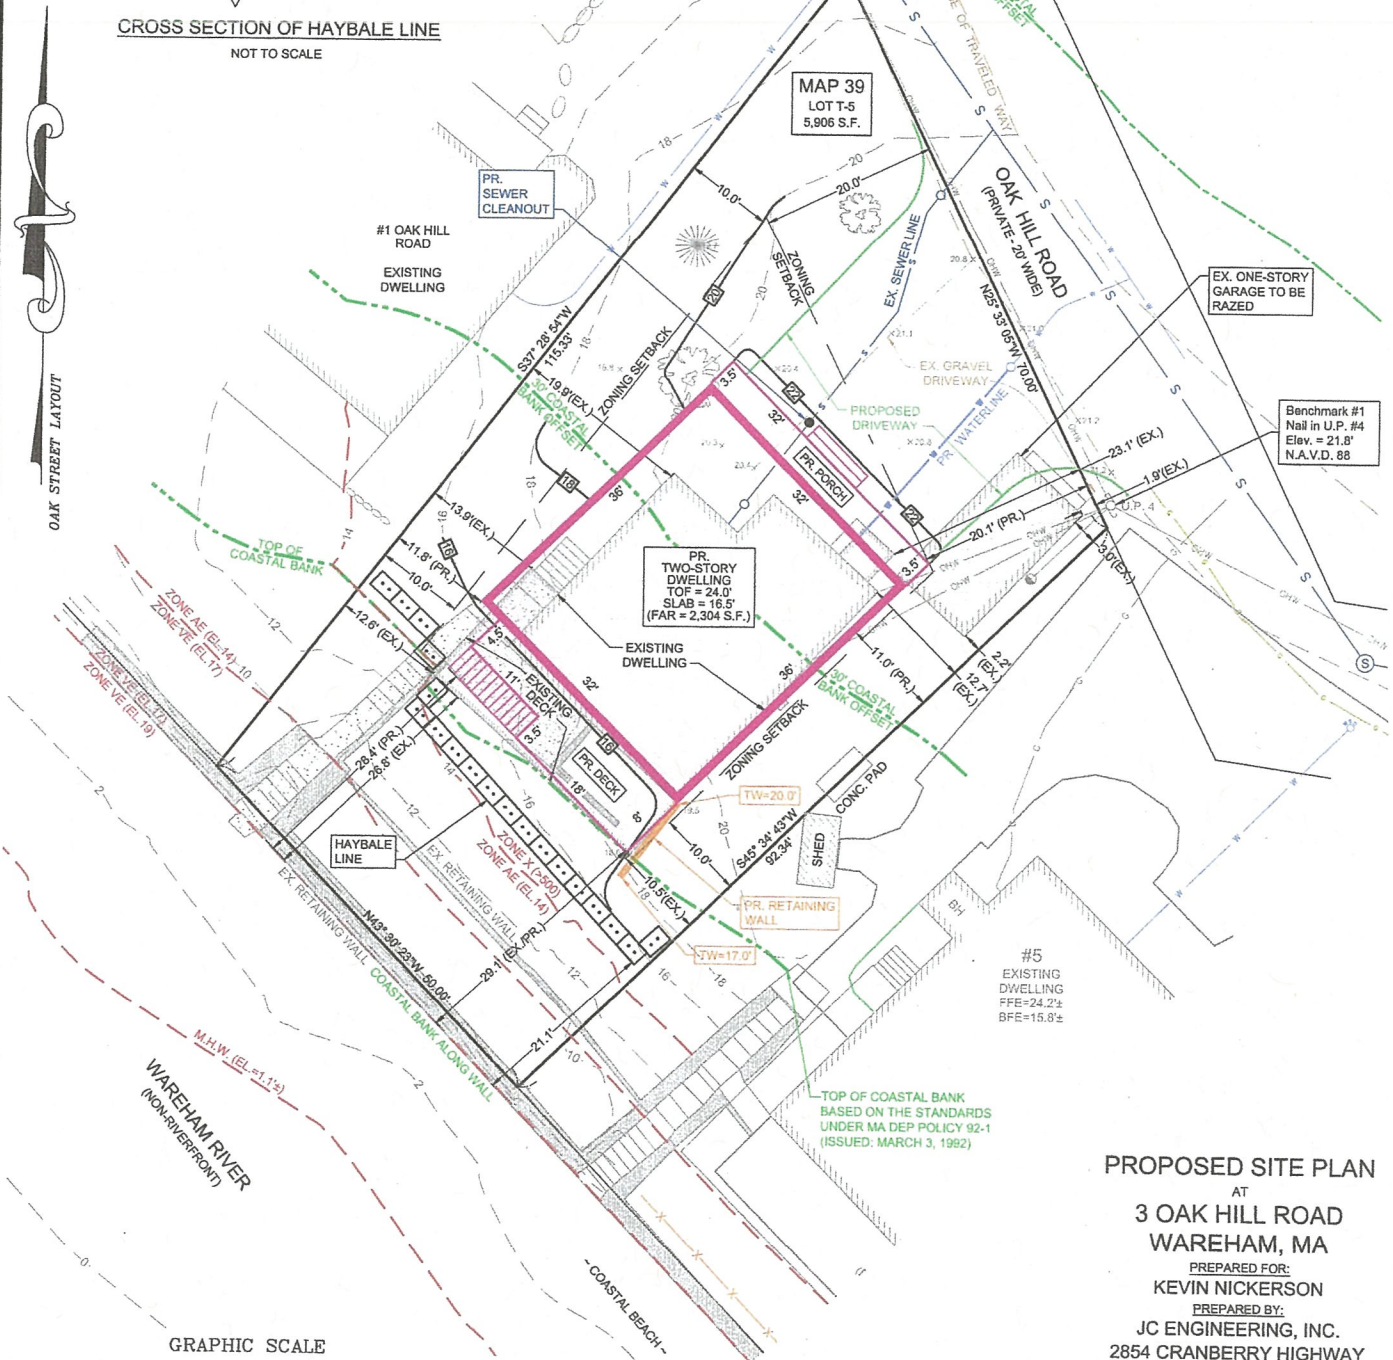 CROSS SECTION OF HAYBALE LINE
NOT TO SCALE
OAK STREET LAYOUT
MAP 39
LOT T-5
5,906 S.F.
PR.
SEWER
CLEANOUT
#1 OAK HILL
ROAD
EXISTING
DWELLING
OF TRAVELED WAY
OAK HILL ROAD
(PRIVATE - 20' WIDE)
N25° 33' 05"W 70.00'
EX. ONE-STORY
GARAGE TO BE
RAZED
Benchmark #1
Nail in U.P. #4
Elev. = 21.8'
N.A.V.D. 88
S37° 28' 54"W
115.33'
10.0'
20.0'
ZONING
SETBACK
ZONING SETBACK
EX. SEWER LINE
EX. GRAVEL
DRIVEWAY
PROPOSED
DRIVEWAY
PR. WATERLINE
19.9'(EX.)
30' COASTAL
BANK OFFSET
3.5'
32'
PR. PORCH
32'
36'
23.1' (EX.)
1.9'(EX.)
20.1' (PR.)
U.P. 4
3.0'(EX.)
3.5'
13.9'(EX.)
11.8' (PR.)
10.0'
12.6' (EX.)
TOP OF
COASTAL BANK
PR.
TWO-STORY
DWELLING
TOF = 24.0'
SLAB = 16.5'
(FAR = 2,304 S.F.)
EXISTING
DWELLING
2.2'
(EX.)
12.7'
(EX.)
11.0' (PR.)
30' COASTAL
BANK OFFSET
36'
32'
4.5'
11'
EXISTING
DECK
3.5'
PR. DECK
18'
8'
ZONING SETBACK
ZONE AE (EL.14)
ZONE VE (EL.17)
ZONE VE (EL.17)
ZONE VE (EL.19)
28.4' (PR.)
26.8' (EX.)
HAYBALE
LINE
EX. RETAINING WALL
EX. RETAINING WALL
ZONE X (>500)
ZONE AE (EL.14)
TW=20.0'
CONC. PAD
SHED
S45° 34' 43"W
92.34'
10.0'
10.5'(EX.)
PR. RETAINING
WALL
TW=17.0'
N43° 30' 23"W 50.00'
COASTAL BANK ALONG WALL
29.1' (EX./PR.)
21.1'
BH
#5
EXISTING
DWELLING
FFE=24.2'±
BFE=15.8'±
M.H.W. (EL.=1.1'±)
WAREHAM RIVER
(NON-RIVERFRONT)
TOP OF COASTAL BANK
BASED ON THE STANDARDS
UNDER MA DEP POLICY 92-1
(ISSUED: MARCH 3, 1992)
~ COASTAL BEACH ~
GRAPHIC SCALE
PROPOSED SITE PLAN
AT
3 OAK HILL ROAD
WAREHAM, MA
PREPARED FOR:
KEVIN NICKERSON
PREPARED BY:
JC ENGINEERING, INC.
2854 CRANBERRY HIGHWAY